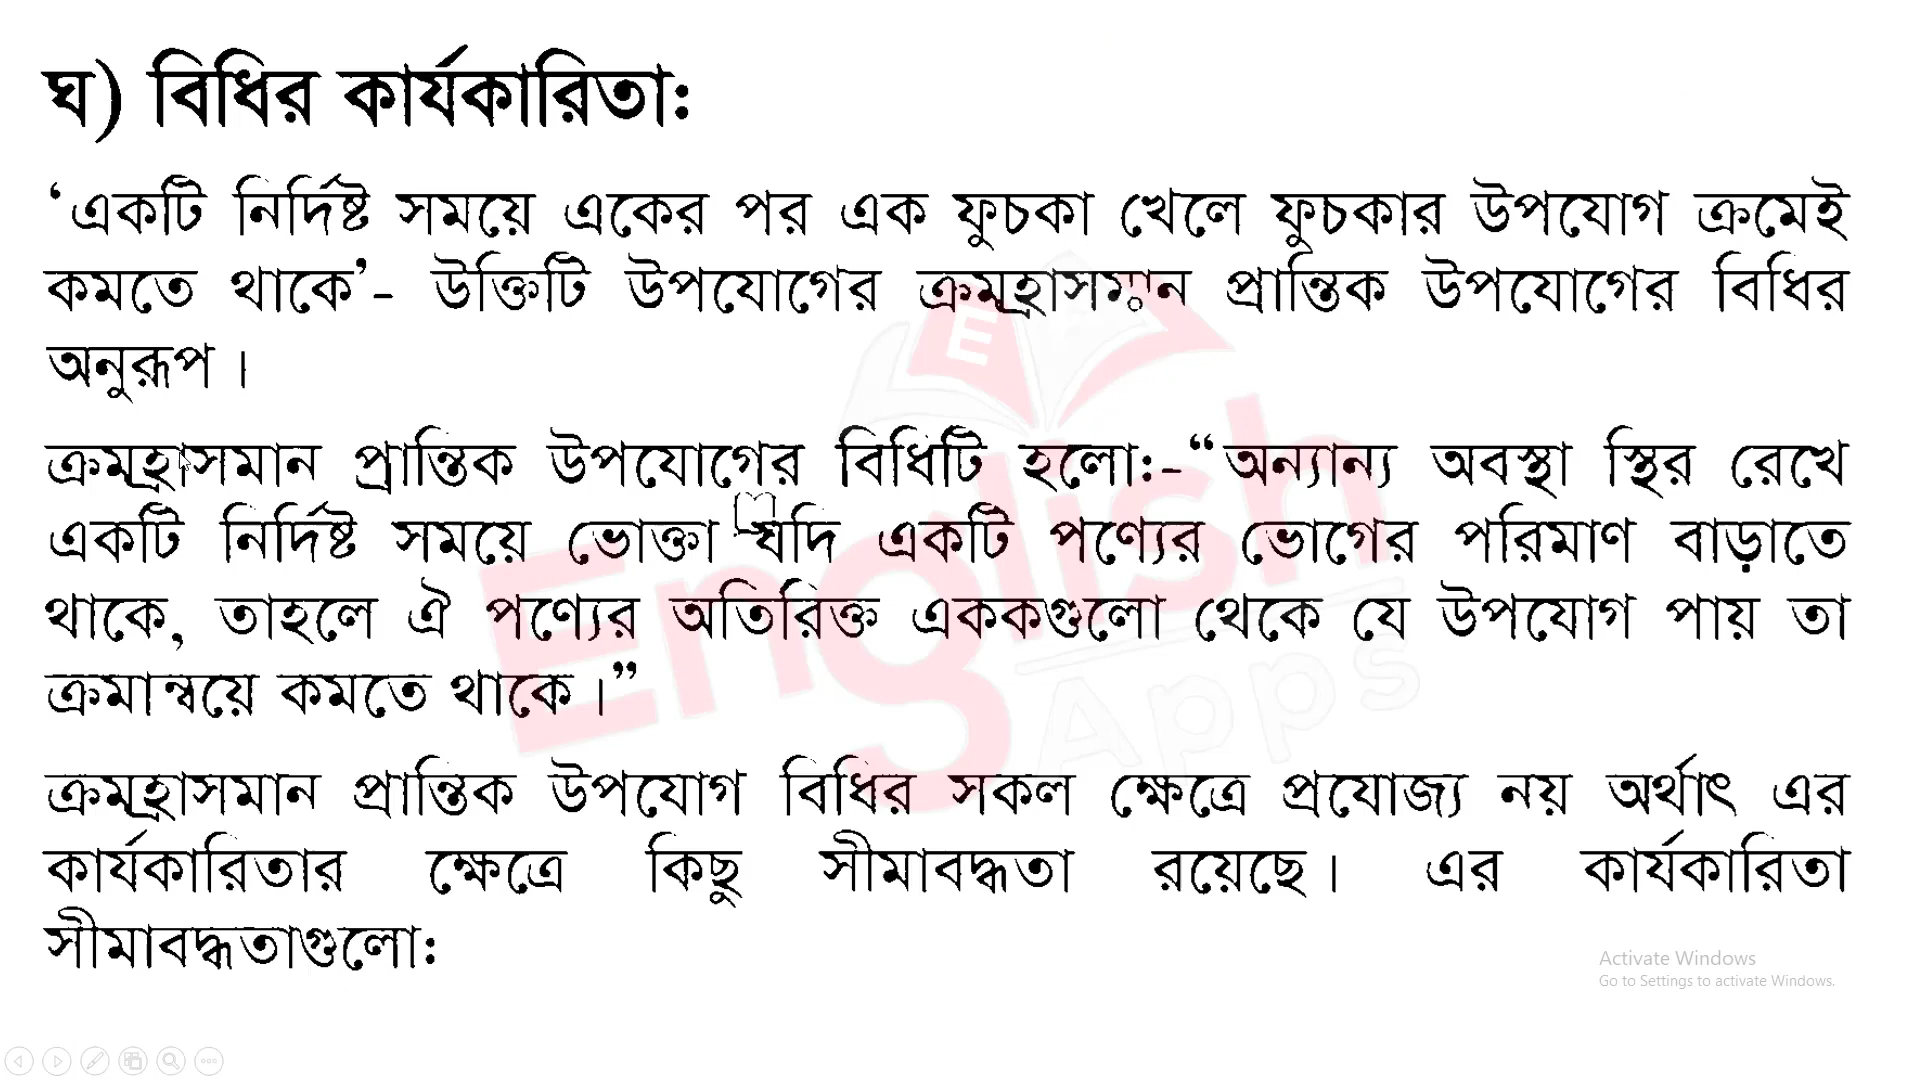 ঘ) বিধির কার্যকারিতাঃ
‘একটি নির্দিষ্ট সময়ে একের পর এক ফুচকা খেলে ফুচকার উপযোগ ক্রমেই
কমতে থাকে’- উক্তিটি উপযোগের ক্রমহ্রাসমান প্রান্তিক উপযোগের বিধির
অনুরূপ।
ক্রমহ্রাসমান প্রান্তিক উপযোগের বিধিটি হলো:-“অন্যান্য অবস্থা স্থির রেখে
একটি নির্দিষ্ট সময়ে ভোক্তা যদি একটি পণ্যের ভোগের পরিমাণ বাড়াতে
থাকে, তাহলে ঐ পণ্যের অতিরিক্ত এককগুলো থেকে যে উপযোগ পায় তা
ক্রমান্বয়ে কমতে থাকে।”
ক্রমহ্রাসমান প্রান্তিক উপযোগ বিধির সকল ক্ষেত্রে প্রযোজ্য নয় অর্থাৎ এর
কার্যকারিতার ক্ষেত্রে কিছু সীমাবদ্ধতা রয়েছে। এর কার্যকারিতা
সীমাবদ্ধতাগুলোঃ
E
English
Apps
Activate Windows
Go to Settings to activate Windows.